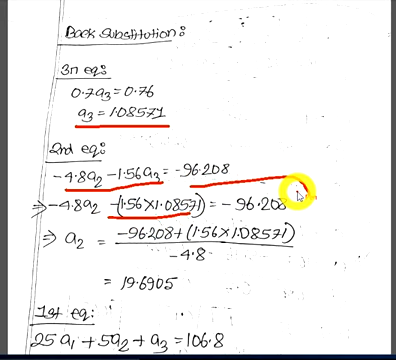 Back Substitution:
3rd eq:
0.7a₃ = 0.76
a₃ = 1.08571
2nd eq:
-4.8a₂ - 1.56a₃ = -96.208
⇒ -4.8a₂ - (1.56×1.08571) = -96.208
⇒ a₂ = (-96.208 + (1.56×1.08571)) / -4.8
= 19.6905
1st eq:
25a₁ + 5a₂ + a₃ = 106.8